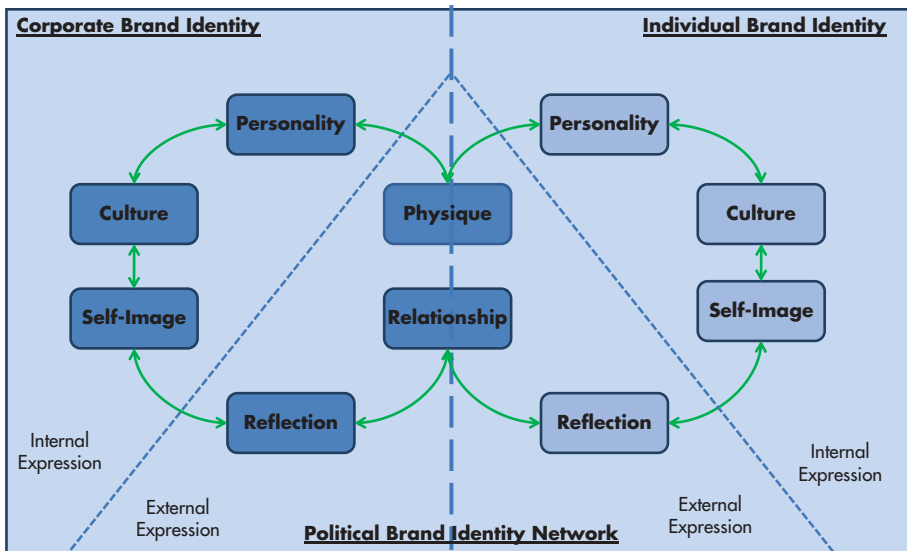 Corporate Brand Identity
Individual Brand Identity
Personality
Personality
Culture
Physique
Culture
Self-Image
Relationship
Self-Image
Reflection
Reflection
Internal
Expression
Internal
Expression
External
Expression
External
Expression
Political Brand Identity Network